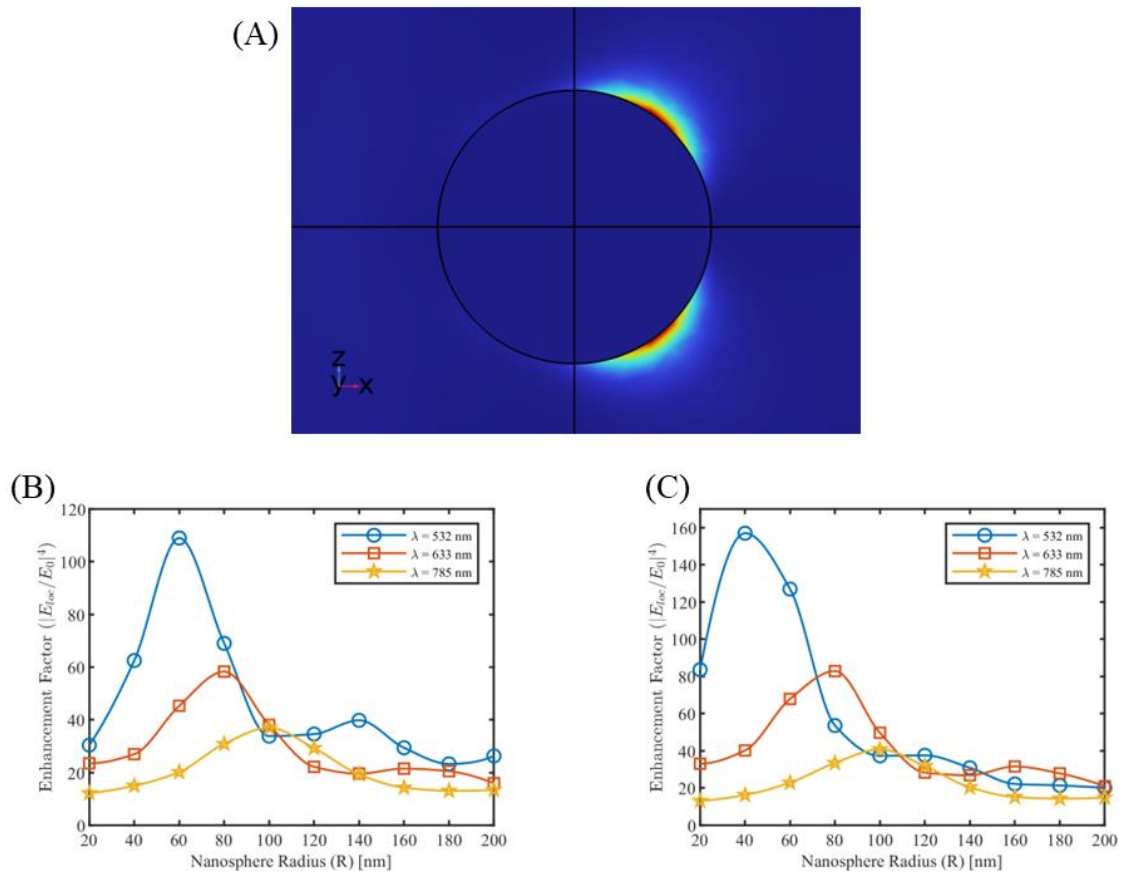 (A)
z
y x
(B)
(C)
120
100
80
60
40
20
0
Enhancement Factor (|E_loc/E_0|^4)
λ = 532 nm
λ = 633 nm
λ = 785 nm
20 40 60 80 100 120 140 160 180 200
Nanosphere Radius (R) [nm]
160
140
120
100
80
60
40
20
0
Enhancement Factor (|E_loc/E_0|^4)
λ = 532 nm
λ = 633 nm
λ = 785 nm
20 40 60 80 100 120 140 160 180 200
Nanosphere Radius (R) [nm]